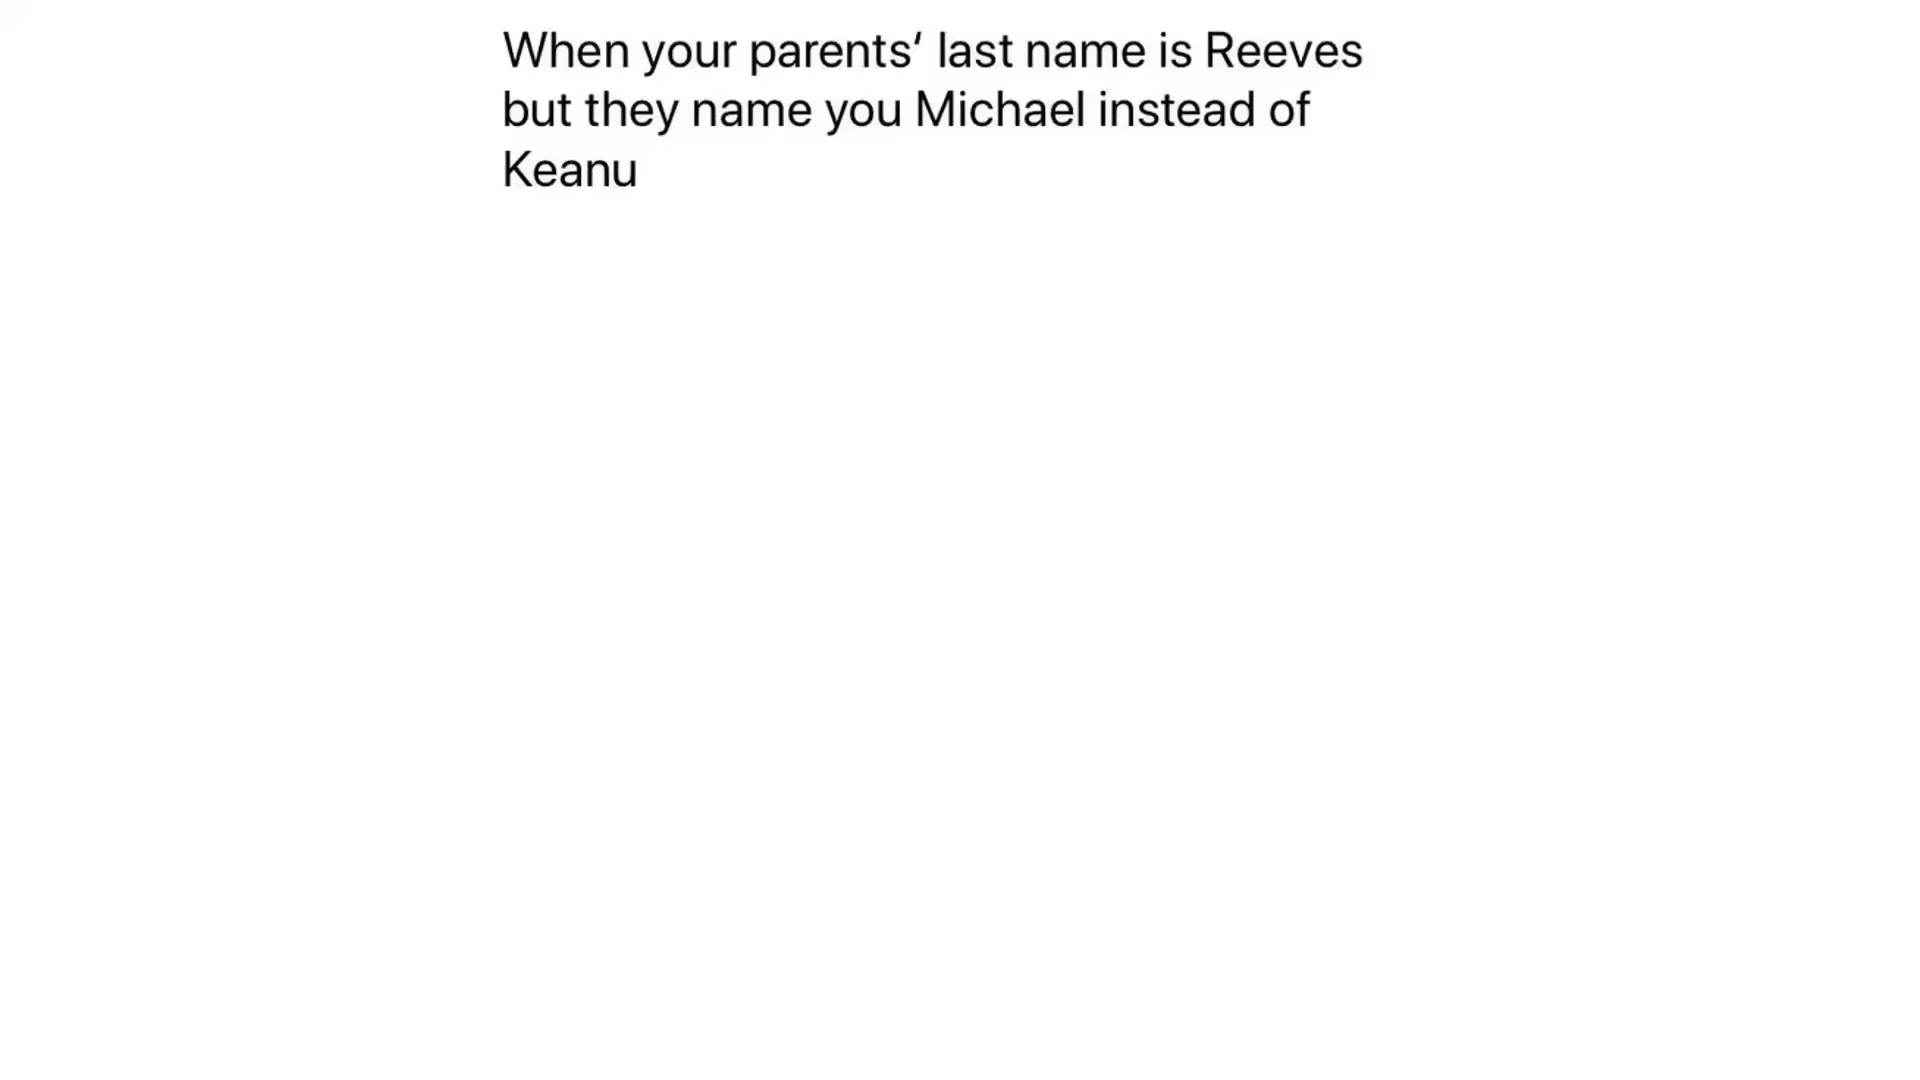 When your parents‘ last name is Reeves
but they name you Michael instead of
Keanu